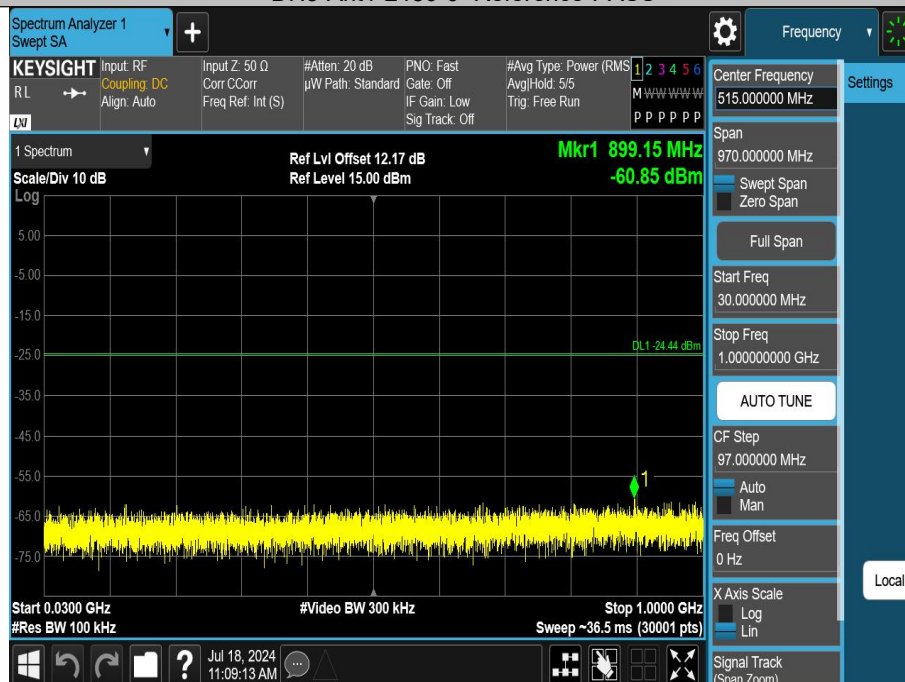 Spectrum Analyzer 1
Swept SA
Frequency
KEYSIGHT
RL
LXI
Input: RF
Coupling: DC
Align: Auto
Input Z: 50 Ω
Corr CCorr
Freq Ref: Int (S)
#Atten: 20 dB
µW Path: Standard
PNO: Fast
Gate: Off
IF Gain: Low
Sig Track: Off
#Avg Type: Power (RMS
Avg|Hold: 5/5
Trig: Free Run
1 2 3 4 5 6
M W W W W W
P P P P P P
1 Spectrum
Scale/Div 10 dB
Log
Ref Lvl Offset 12.17 dB
Ref Level 15.00 dBm
Mkr1 899.15 MHz
-60.85 dBm
5.00
-5.00
-15.0
-25.0
-35.0
-45.0
-55.0
-65.0
-75.0
DL1 -24.44 dBm
1
Start 0.0300 GHz
#Res BW 100 kHz
#Video BW 300 kHz
Stop 1.0000 GHz
Sweep ~36.5 ms (30001 pts)
Jul 18, 2024
11:09:13 AM
Center Frequency
515.000000 MHz
Span
970.000000 MHz
Swept Span
Zero Span
Full Span
Start Freq
30.000000 MHz
Stop Freq
1.000000000 GHz
AUTO TUNE
CF Step
97.000000 MHz
Auto
Man
Freq Offset
0 Hz
X Axis Scale
Log
Lin
Signal Track
(Span Zoom)
Settings
Local